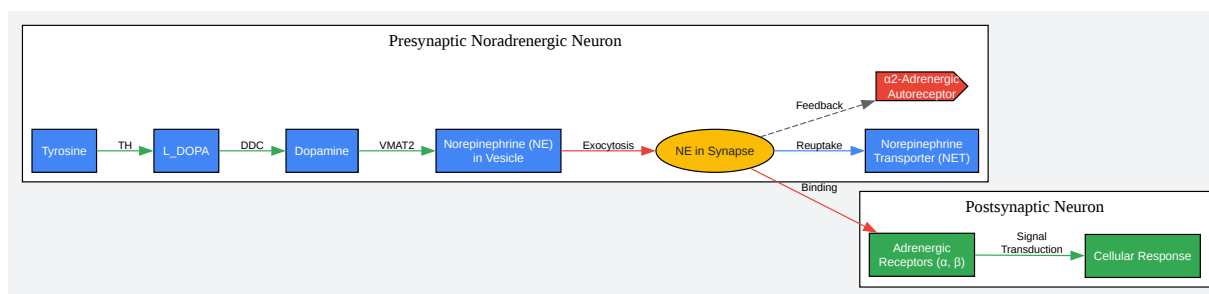 Presynaptic Noradrenergic Neuron
α2-Adrenergic
Autoreceptor
Feedback
Tyrosine
TH
L_DOPA
DDC
Dopamine
VMAT2
Norepinephrine (NE)
in Vesicle
Exocytosis
NE in Synapse
Reuptake
Norepinephrine
Transporter (NET)
Binding
Postsynaptic Neuron
Adrenergic
Receptors (α, β)
Signal
Transduction
Cellular Response